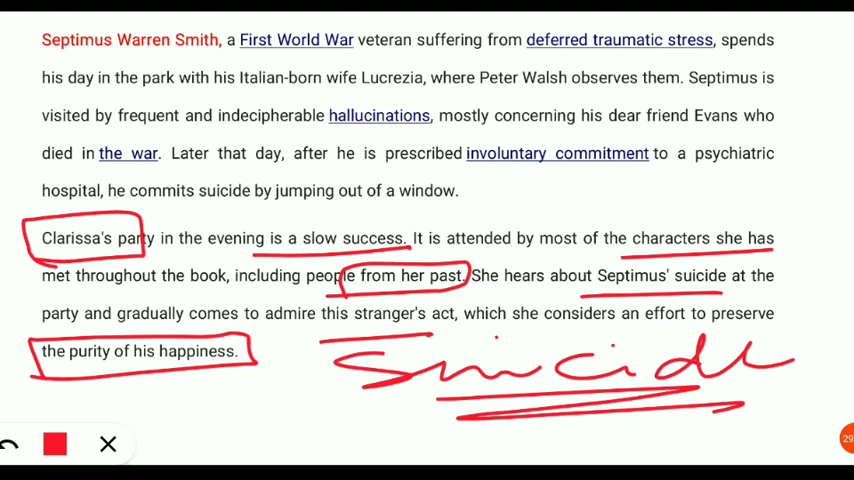 Septimus Warren Smith, a First World War veteran suffering from deferred traumatic stress, spends
his day in the park with his Italian-born wife Lucrezia, where Peter Walsh observes them. Septimus is
visited by frequent and indecipherable hallucinations, mostly concerning his dear friend Evans who
died in the war. Later that day, after he is prescribed involuntary commitment to a psychiatric
hospital, he commits suicide by jumping out of a window.
Clarissa's party in the evening is a slow success. It is attended by most of the characters she has
met throughout the book, including people from her past. She hears about Septimus' suicide at the
party and gradually comes to admire this stranger's act, which she considers an effort to preserve
the purity of his happiness.
Suicide
29